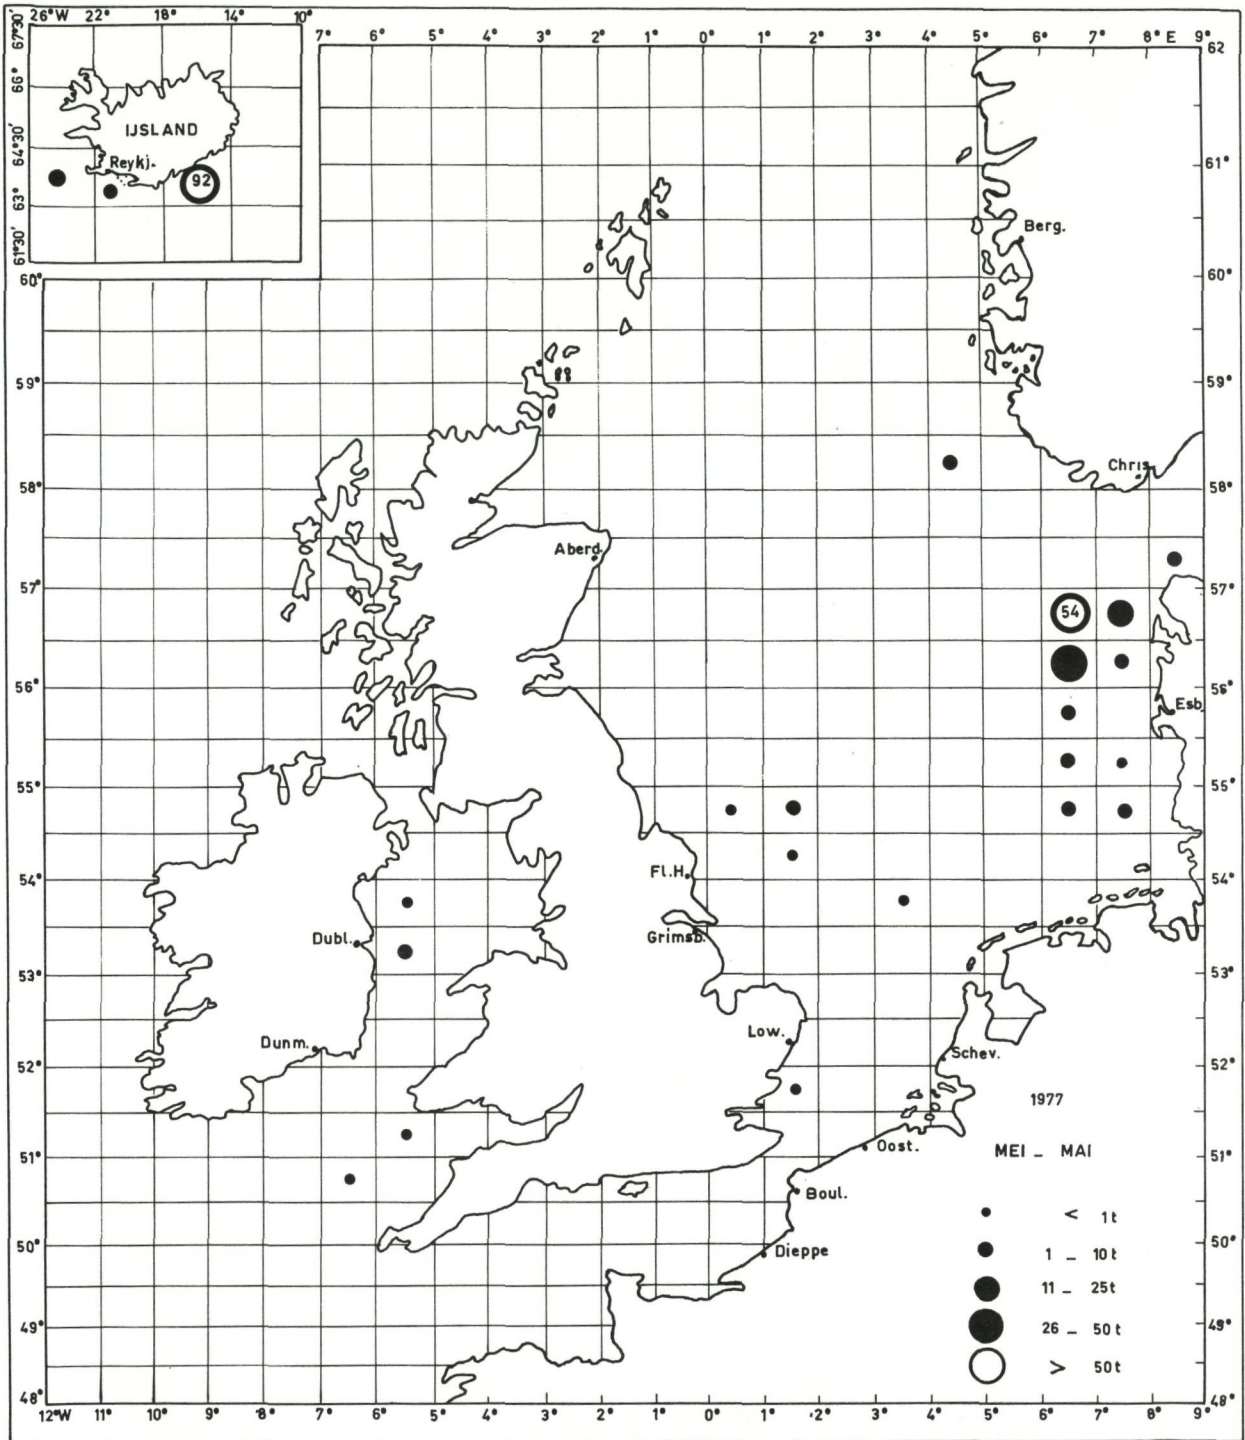 26°W 22° 18° 14° 10°
67°30'
66°
64°30'
63°
61°30'
IJSLAND
Reykj.
92
7° 6° 5° 4° 3° 2° 1° 0° 1° 2° 3° 4° 5° 6° 7° 8° E 9°
62
61°
60°
59°
58°
57°
56°
55°
54°
53°
52°
51°
50°
49°
48°
60°
59°
58°
57°
56°
55°
54°
53°
52°
51°
50°
49°
48°
Berg.
Chris
Aberd.
54
Esb
Fl.H.
Dubl.
Grimsb.
Low.
Dunm.
Schev.
Oost.
Boul.
Dieppe
1977
MEI _ MAI
< 1t
1 _ 10t
11 _ 25t
26 _ 50t
> 50t
12°W 11° 10° 9° 8° 7° 6° 5° 4° 3° 2° 1° 0° 1° 2° 3° 4° 5° 6° 7° 8° 9°